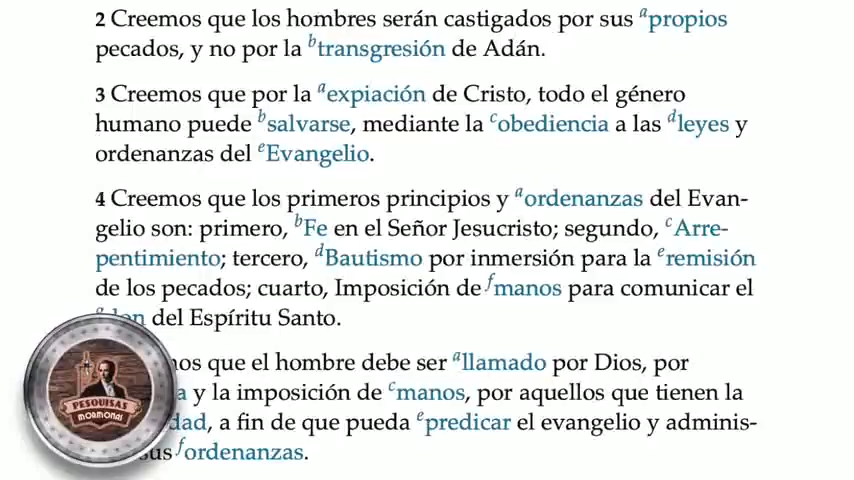 2 Creemos que los hombres serán castigados por sus ᵃpropios
pecados, y no por la ᵇtransgresión de Adán.
3 Creemos que por la ᵃexpiación de Cristo, todo el género
humano puede ᵇsalvarse, mediante la ᶜobediencia a las ᵈleyes y
ordenanzas del ᵉEvangelio.
4 Creemos que los primeros principios y ᵃordenanzas del Evan-
gelio son: primero, ᵇFe en el Señor Jesucristo; segundo, ᶜArre-
pentimiento; tercero, ᵈBautismo por inmersión para la ᵉremisión
de los pecados; cuarto, Imposición de ᶠmanos para comunicar el
ᵍdon del Espíritu Santo.
mos que el hombre debe ser ᵃllamado por Dios, por
a y la imposición de ᶜmanos, por aquellos que tienen la
dad, a fin de que pueda ᵉpredicar el evangelio y adminis-
sus ᶠordenanzas.
PESQUISAS
MORMONAS